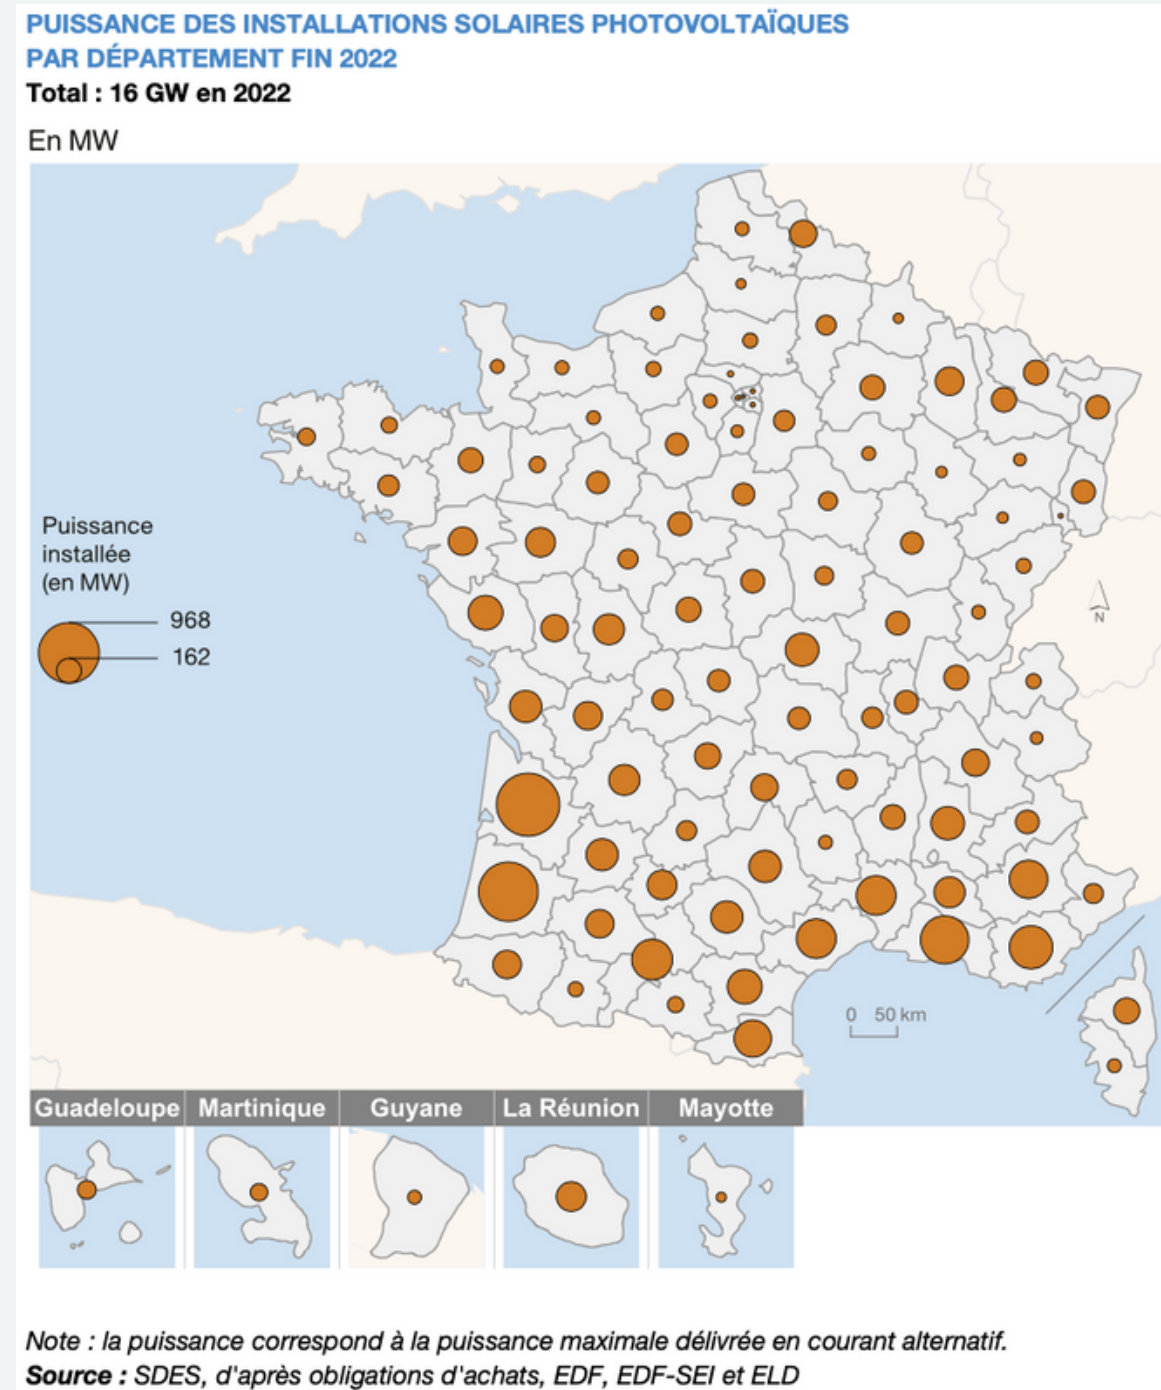 PUISSANCE DES INSTALLATIONS SOLAIRES PHOTOVOLTAÏQUES
PAR DÉPARTEMENT FIN 2022
Total : 16 GW en 2022
En MW
Puissance
installée
(en MW)
968
162
N
0 50 km
Guadeloupe Martinique Guyane La Réunion Mayotte
Note : la puissance correspond à la puissance maximale délivrée en courant alternatif.
Source : SDES, d'après obligations d'achats, EDF, EDF-SEI et ELD